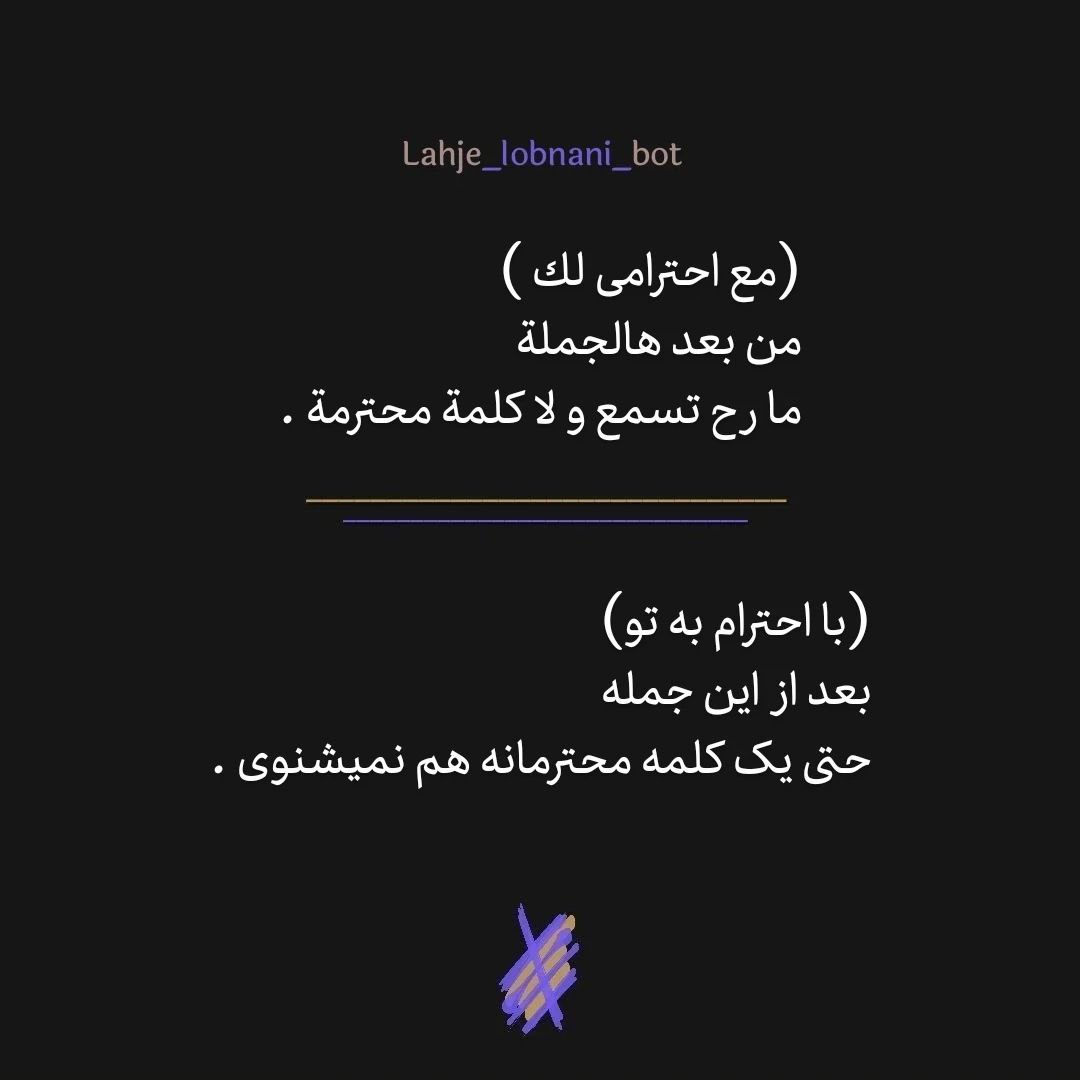 Lahje_lobnani_bot
(مع احترامی لك )
من بعد هالجملة
ما رح تسمع و لا كلمة محترمة .
(با احترام به تو)
بعد از این جمله
حتی یک کلمه محترمانه هم نمیشنوی .